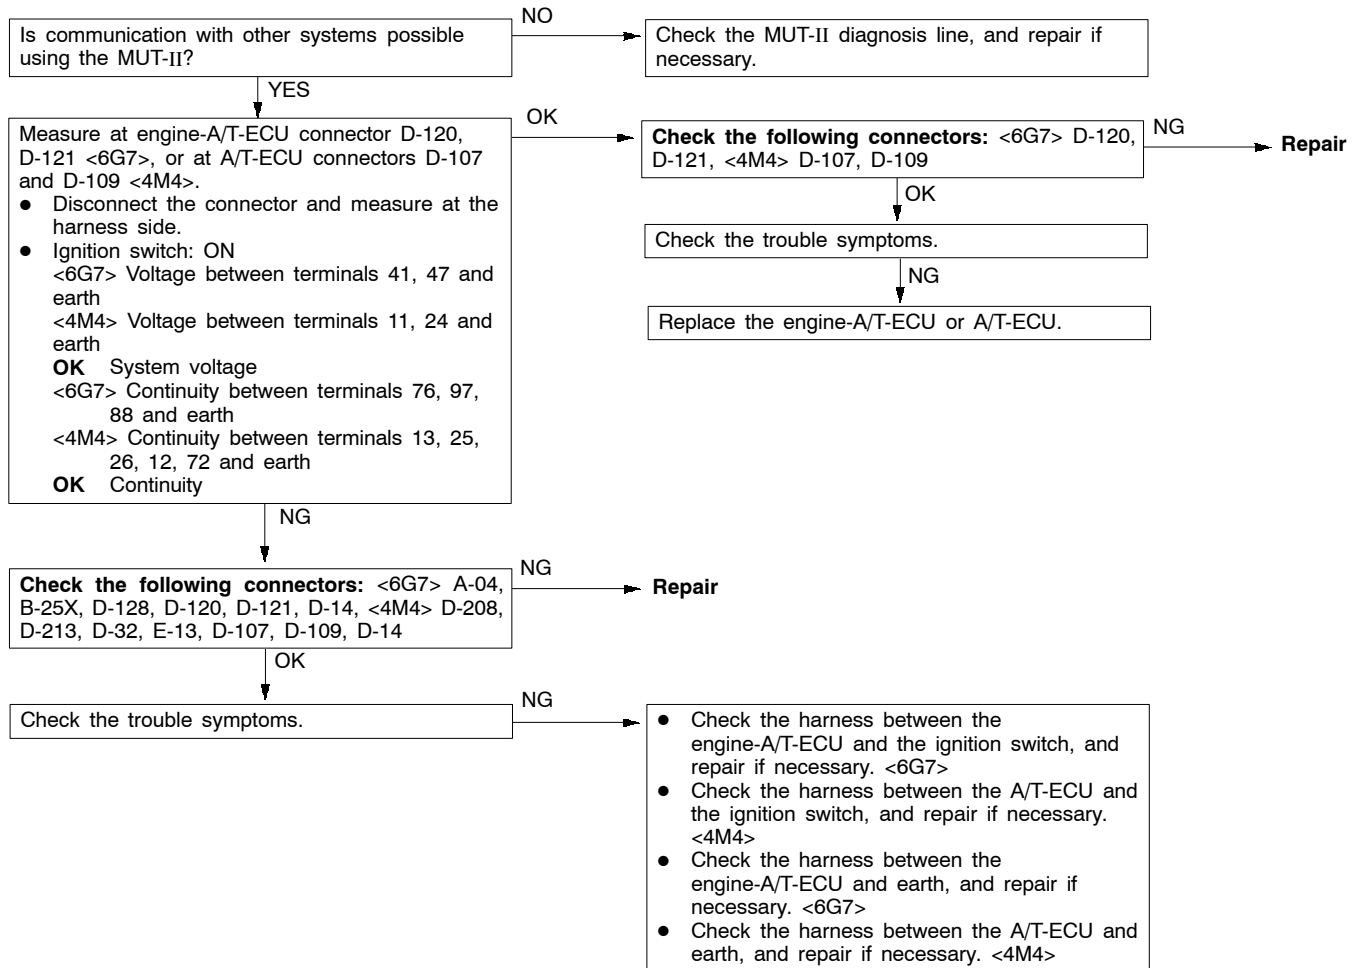 Is communication with other systems possible
using the MUT-II?
NO
Check the MUT-II diagnosis line, and repair if
necessary.
YES
Measure at engine-A/T-ECU connector D-120,
D-121 <6G7>, or at A/T-ECU connectors D-107
and D-109 <4M4>.
● Disconnect the connector and measure at the
harness side.
● Ignition switch: ON
<6G7> Voltage between terminals 41, 47 and
earth
<4M4> Voltage between terminals 11, 24 and
earth
OK System voltage
<6G7> Continuity between terminals 76, 97,
88 and earth
<4M4> Continuity between terminals 13, 25,
26, 12, 72 and earth
OK Continuity
OK
Check the following connectors: <6G7> D-120,
D-121, <4M4> D-107, D-109
NG
Repair
OK
Check the trouble symptoms.
NG
Replace the engine-A/T-ECU or A/T-ECU.
NG
Check the following connectors: <6G7> A-04,
B-25X, D-128, D-120, D-121, D-14, <4M4> D-208,
D-213, D-32, E-13, D-107, D-109, D-14
NG
Repair
OK
Check the trouble symptoms.
NG
● Check the harness between the
engine-A/T-ECU and the ignition switch, and
repair if necessary. <6G7>
● Check the harness between the A/T-ECU and
the ignition switch, and repair if necessary.
<4M4>
● Check the harness between the
engine-A/T-ECU and earth, and repair if
necessary. <6G7>
● Check the harness between the A/T-ECU and
earth, and repair if necessary. <4M4>